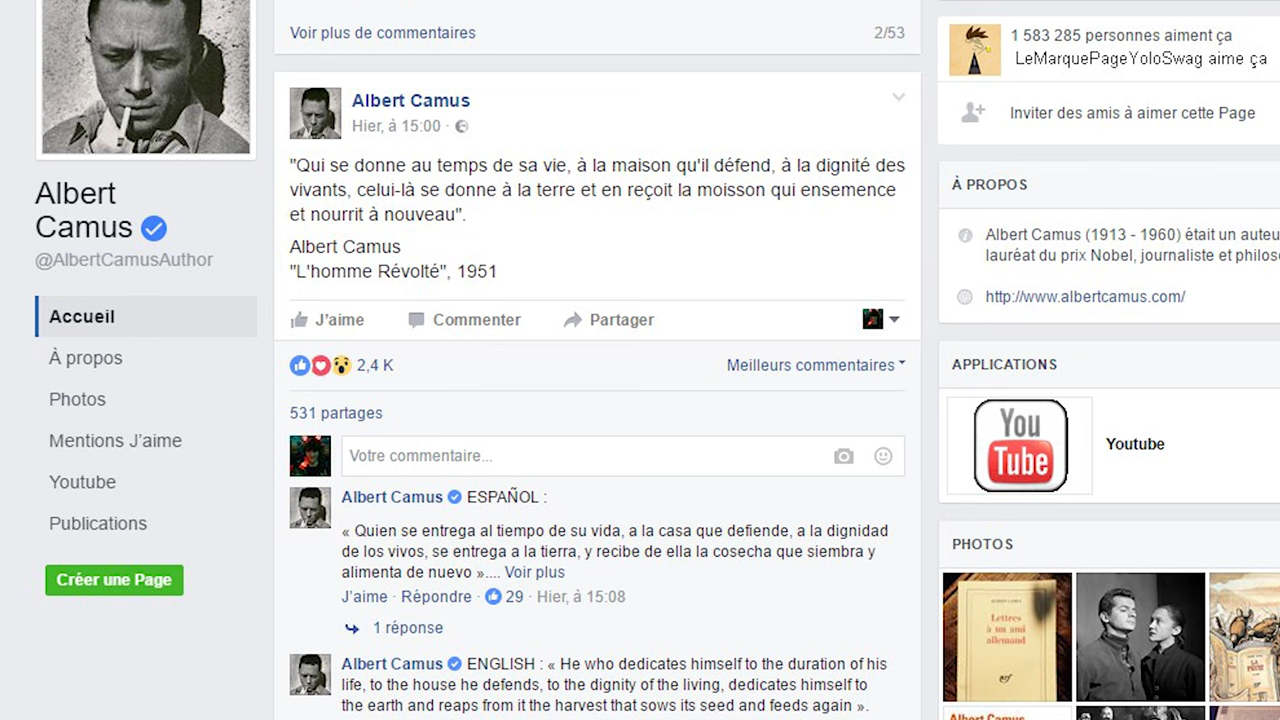 Voir plus de commentaires
2/53
Albert Camus
Hier, à 15:00 ·
"Qui se donne au temps de sa vie, à la maison qu'il défend, à la dignité des
vivants, celui-là se donne à la terre et en reçoit la moisson qui ensemence
et nourrit à nouveau".
Albert Camus
"L'homme Révolté", 1951
J'aime
Commenter
Partager
2,4 K
Meilleurs commentaires
531 partages
Votre commentaire...
Albert Camus ESPAÑOL :
« Quien se entrega al tiempo de su vida, a la casa que defiende, a la dignidad
de los vivos, se entrega a la tierra, y recibe de ella la cosecha que siembra y
alimenta de nuevo ».... Voir plus
J'aime · Répondre · 29 · Hier, à 15:08
1 réponse
Albert Camus ENGLISH : « He who dedicates himself to the duration of his
life, to the house he defends, to the dignity of the living, dedicates himself to
the earth and reaps from it the harvest that sows its seed and feeds again ».
Albert
Camus
@AlbertCamusAuthor
Accueil
À propos
Photos
Mentions J'aime
Youtube
Publications
Créer une Page
1 583 285 personnes aiment ça
LeMarquePageYoloSwag aime ça
Inviter des amis à aimer cette Page
À PROPOS
Albert Camus (1913 - 1960) était un auteu
lauréat du prix Nobel, journaliste et philos
http://www.albertcamus.com/
APPLICATIONS
You
Tube
Youtube
PHOTOS
ALBERT CAMUS
Lettres
à un ami
allemand
nrf
LA PESTE
Albert Camus